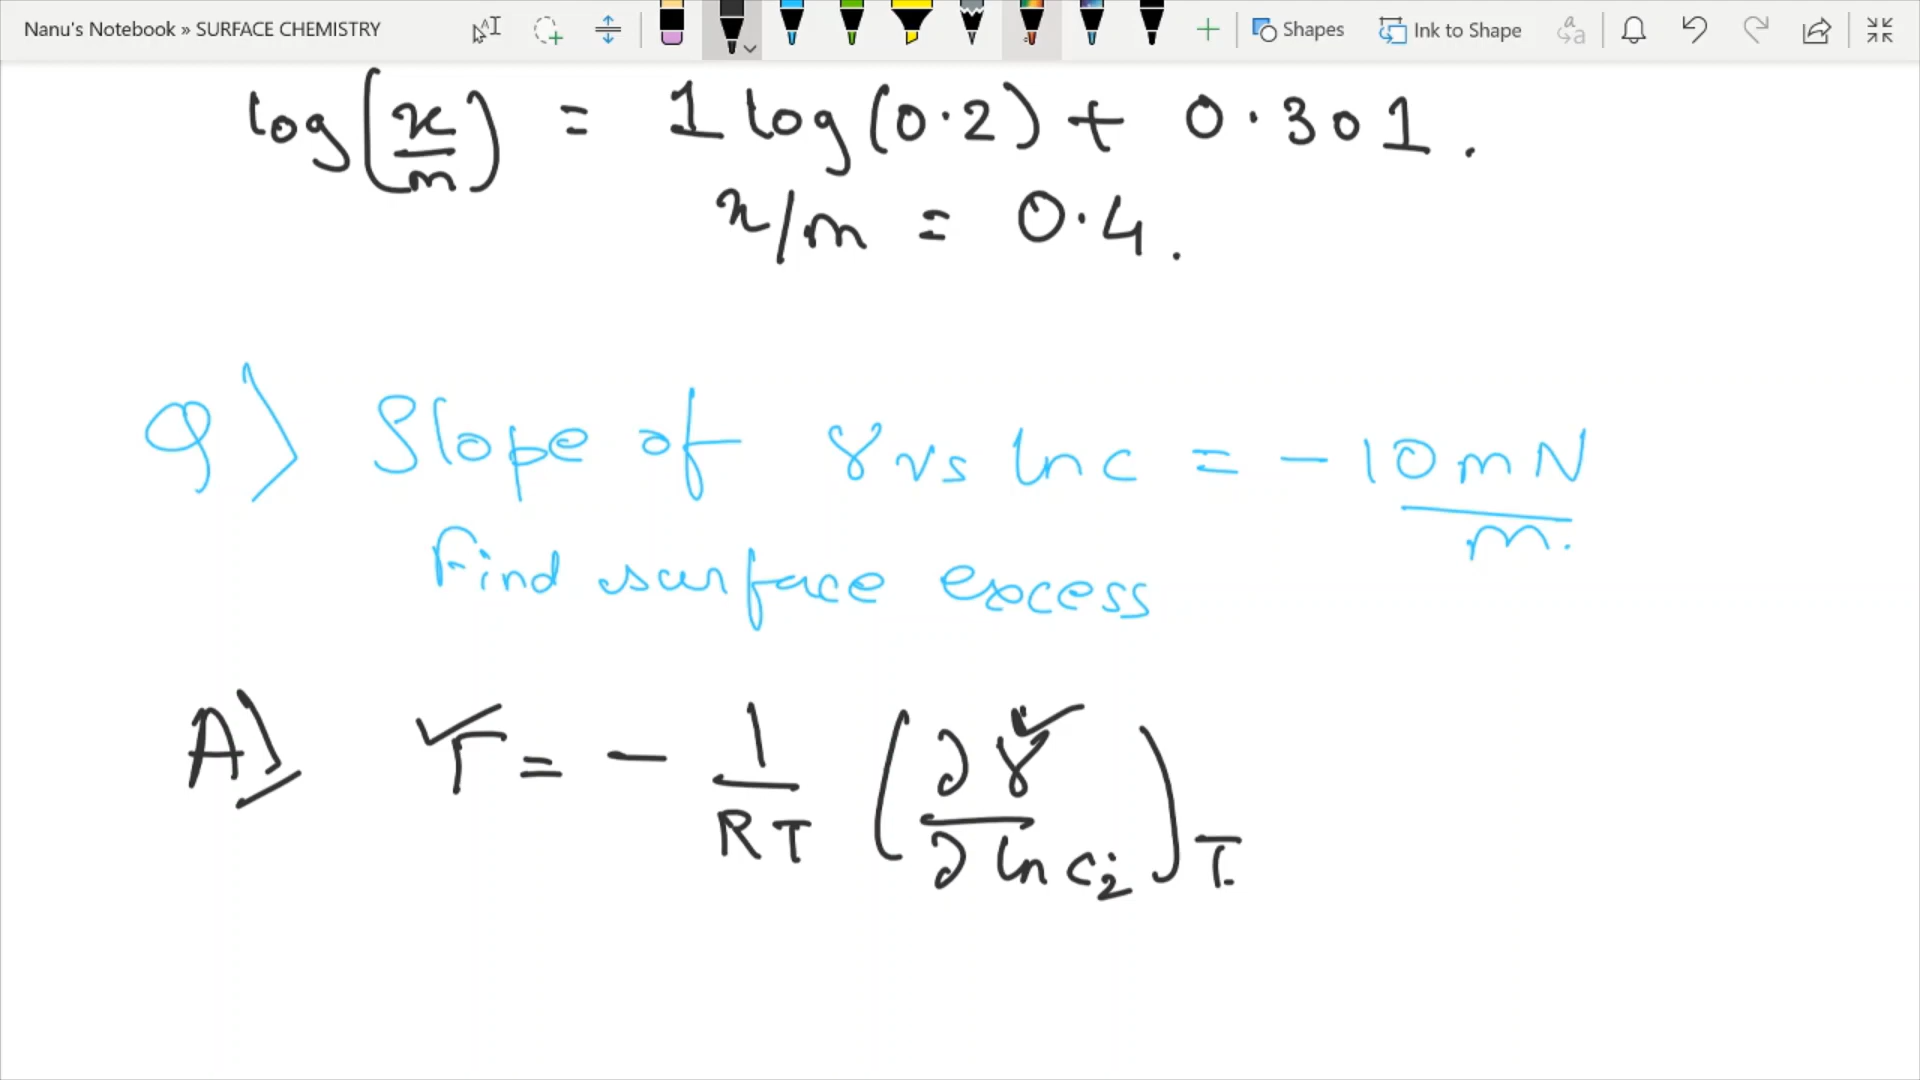 Nanu's Notebook » SURFACE CHEMISTRY Shapes Ink to Shape
log(x/m) = 1 log(0.2) + 0.301.
x/m = 0.4.
Q) Slope of γ vs ln c = -10 mN/m.
Find surface excess
A) Γ = - 1/RT (∂γ/∂ ln c₂)T